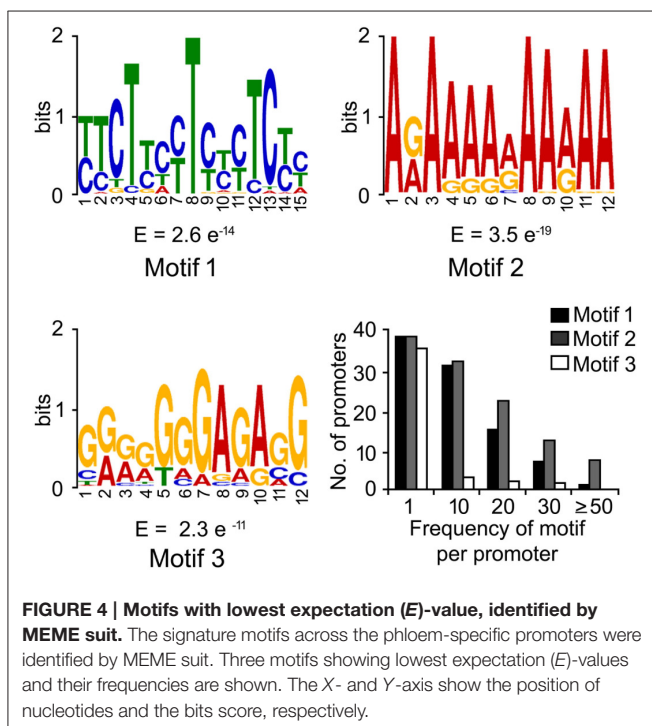 2
bits
1
0
TTCTTCCTCCCTCTC
CCTCTATTCTCCT
1 2 3 4 5 6 7 8 9 10 11 12 13 14 15
E = 2.6 e-14
Motif 1
2
bits
1
0
AGAAAAAAAAAA
A GGGG G
1 2 3 4 5 6 7 8 9 10 11 12
E = 3.5 e-19
Motif 2
2
bits
1
0
GGGGGGGAGAGG
CAAATA GAGCC
1 2 3 4 5 6 7 8 9 10 11 12
E = 2.3 e -11
Motif 3
Motif 1
Motif 2
Motif 3
No. of promoters
40
30
20
10
0
1 10 20 30 ≥ 50
Frequency of motif
per promoter
FIGURE 4 | Motifs with lowest expectation (E)-value, identified by
MEME suit. The signature motifs across the phloem-specific promoters were
identified by MEME suit. Three motifs showing lowest expectation (E)-values
and their frequencies are shown. The X- and Y-axis show the position of
nucleotides and the bits score, respectively.